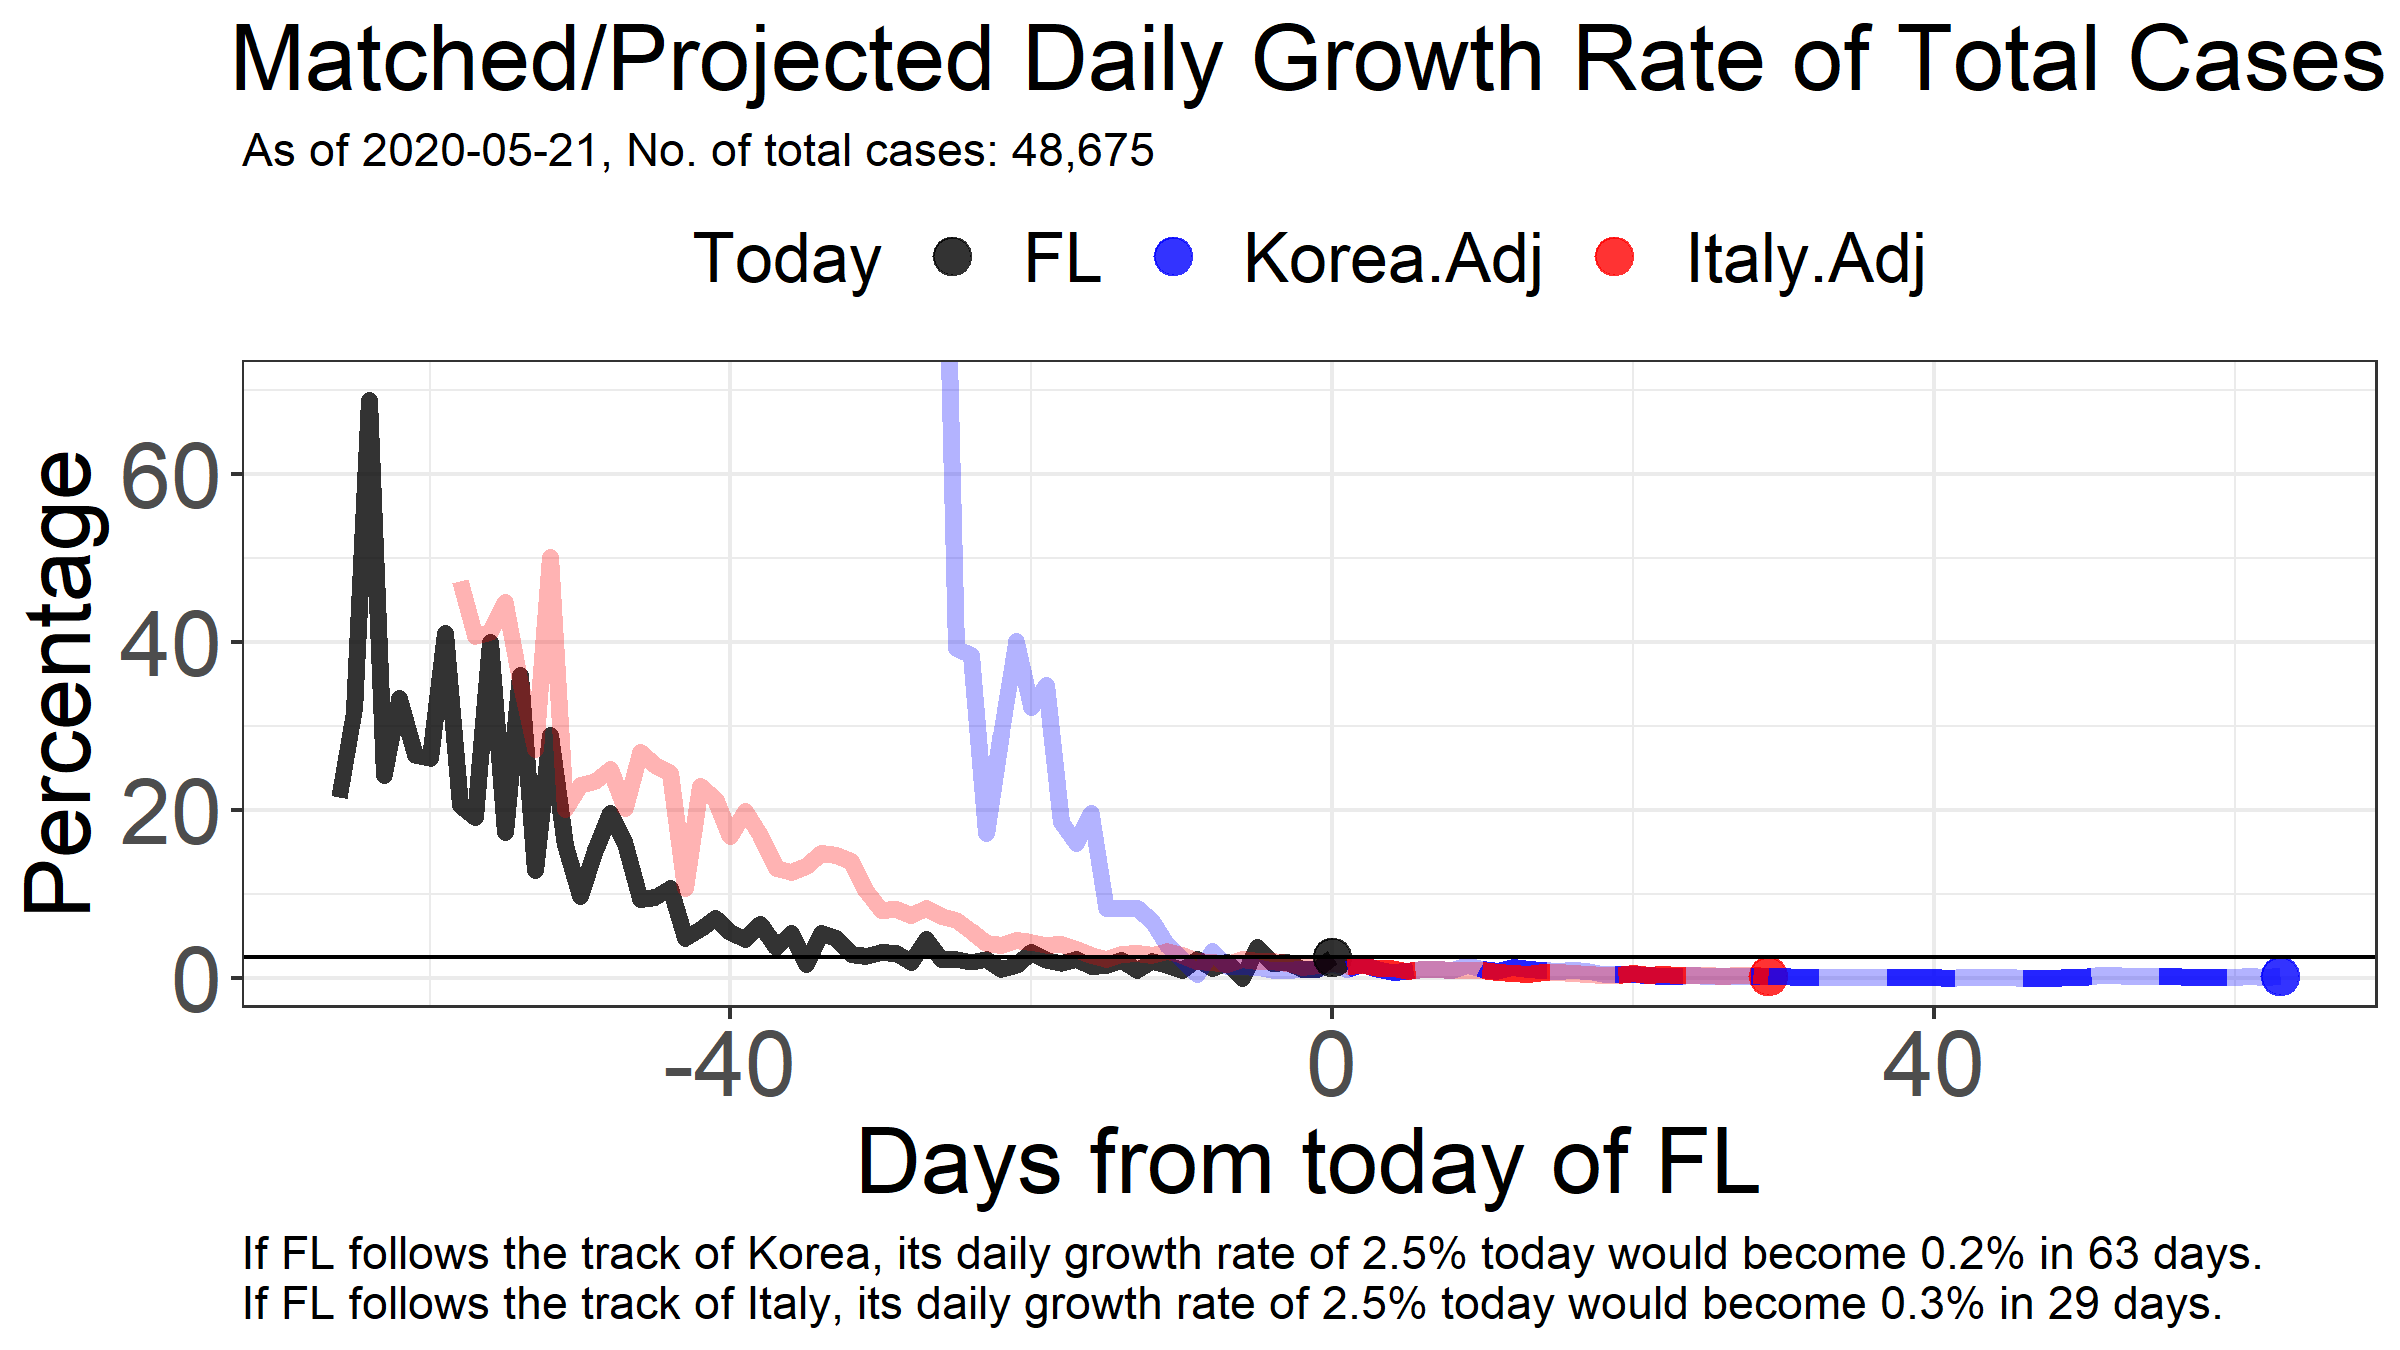 Matched/Projected Daily Growth Rate of Total Cases
As of 2020-05-21, No. of total cases: 48,675
Today FL Korea.Adj Italy.Adj
Percentage
60
40
20
0
-40 0 40
Days from today of FL
If FL follows the track of Korea, its daily growth rate of 2.5% today would become 0.2% in 63 days.
If FL follows the track of Italy, its daily growth rate of 2.5% today would become 0.3% in 29 days.